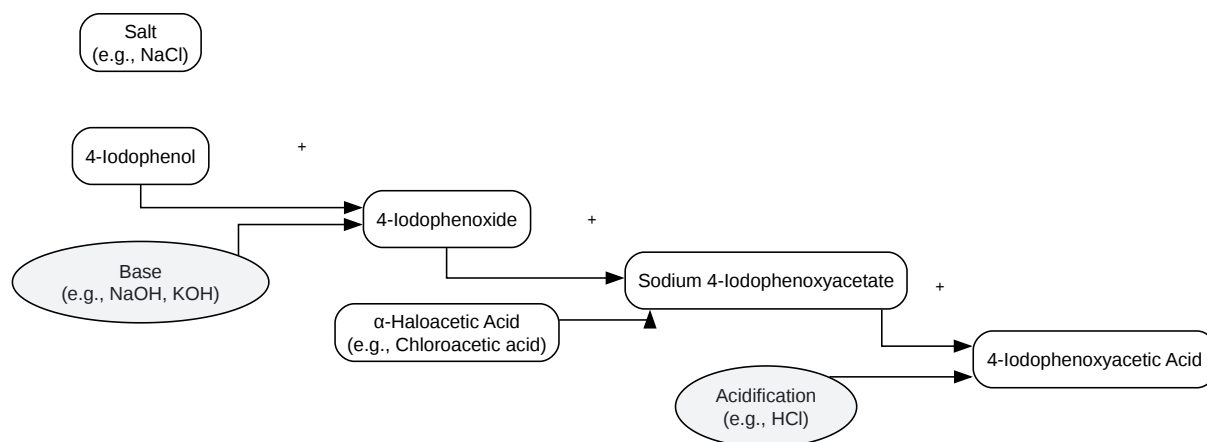 Salt
(e.g., NaCl)
4-Iodophenol
+
4-Iodophenoxide
+
Base
(e.g., NaOH, KOH)
Sodium 4-Iodophenoxyacetate
+
α-Haloacetic Acid
(e.g., Chloroacetic acid)
4-Iodophenoxyacetic Acid
Acidification
(e.g., HCl)